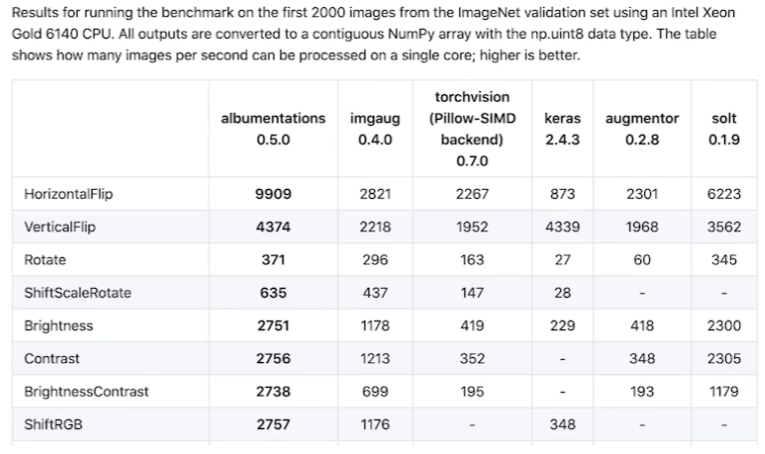 Results for running the benchmark on the first 2000 images from the ImageNet validation set using an Intel Xeon
Gold 6140 CPU. All outputs are converted to a contiguous NumPy array with the np.uint8 data type. The table
shows how many images per second can be processed on a single core; higher is better.
albumentations 0.5.0 imgaug 0.4.0 torchvision (Pillow-SIMD backend) 0.7.0 keras 2.4.3 augmentor 0.2.8 solt 0.1.9
HorizontalFlip 9909 2821 2267 873 2301 6223
VerticalFlip 4374 2218 1952 4339 1968 3562
Rotate 371 296 163 27 60 345
ShiftScaleRotate 635 437 147 28 - -
Brightness 2751 1178 419 229 418 2300
Contrast 2756 1213 352 - 348 2305
BrightnessContrast 2738 699 195 - 193 1179
ShiftRGB 2757 1176 - 348 - -